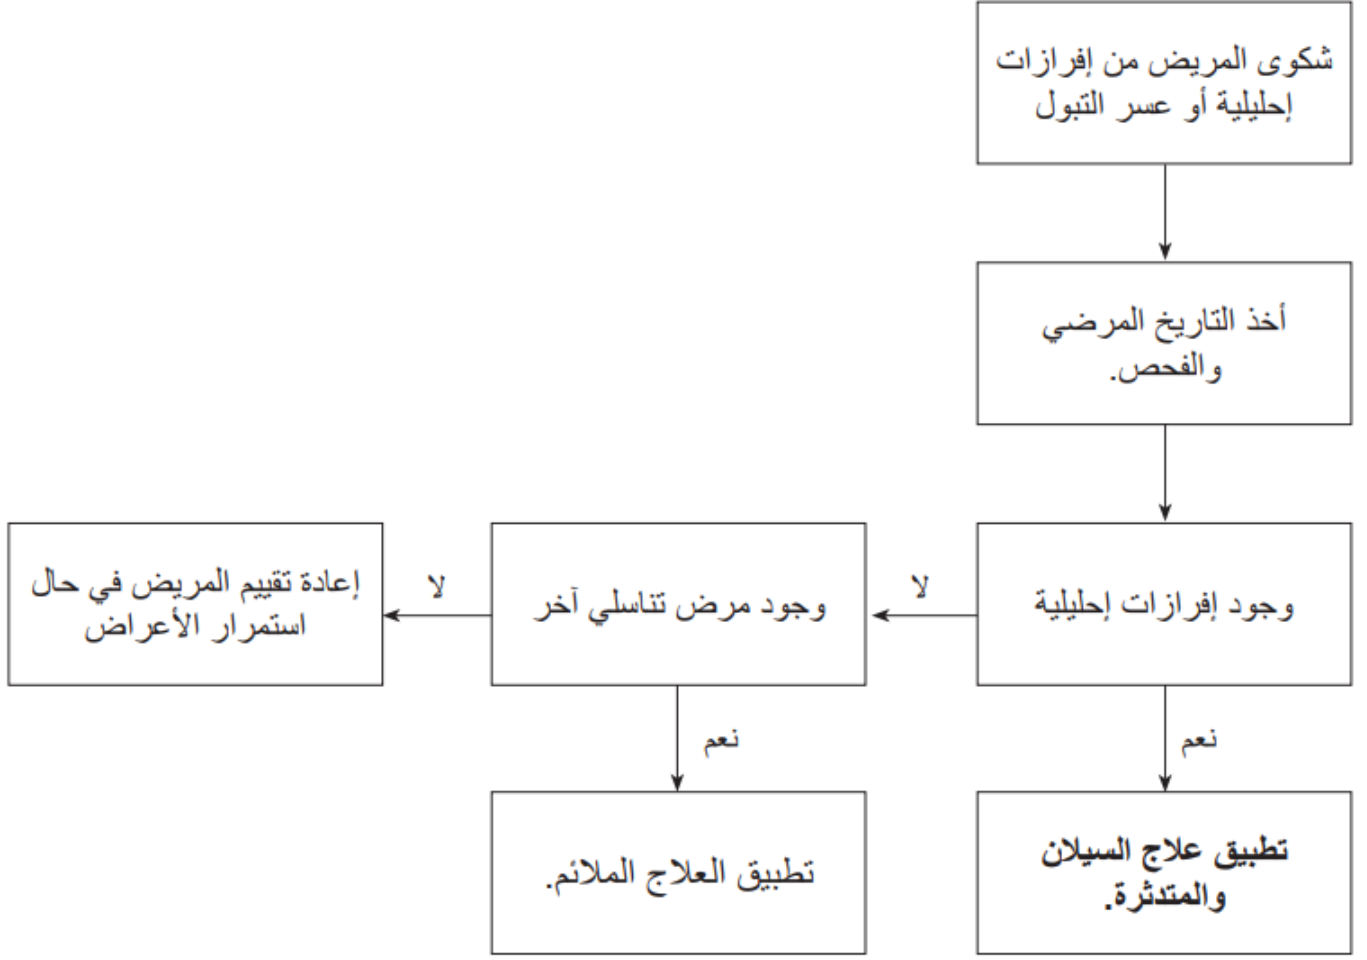 شكوى المريض من إفرازات
إحليلية أو عسر التبول
أخذ التاريخ المرضي
والفحص.
وجود إفرازات إحليلية
لا
وجود مرض تناسلي آخر
لا
إعادة تقييم المريض في حال
استمرار الأعراض
نعم
نعم
تطبيق علاج السيلان
والمتدثرة.
تطبيق العلاج الملائم.